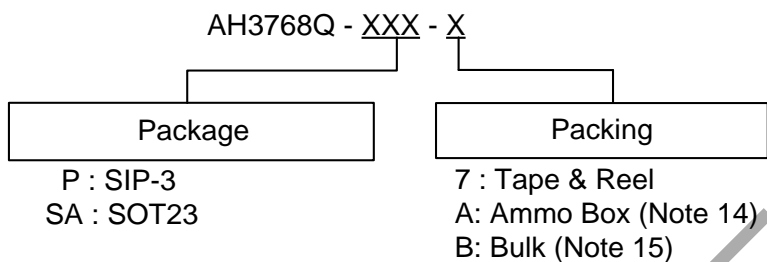 AH3768Q - XXX - X
Package
Packing
P : SIP-3
SA : SOT23
7 : Tape & Reel
A: Ammo Box (Note 14)
B: Bulk (Note 15)